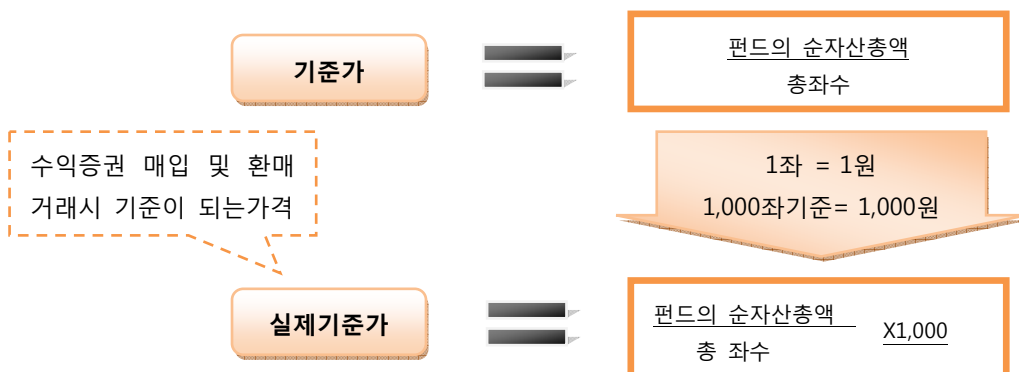 기준가
펀드의 순자산총액
총좌수
수익증권 매입 및 환매
거래시 기준이 되는가격
1좌 = 1원
1,000좌기준= 1,000원
실제기준가
펀드의 순자산총액
총 좌수
X1,000